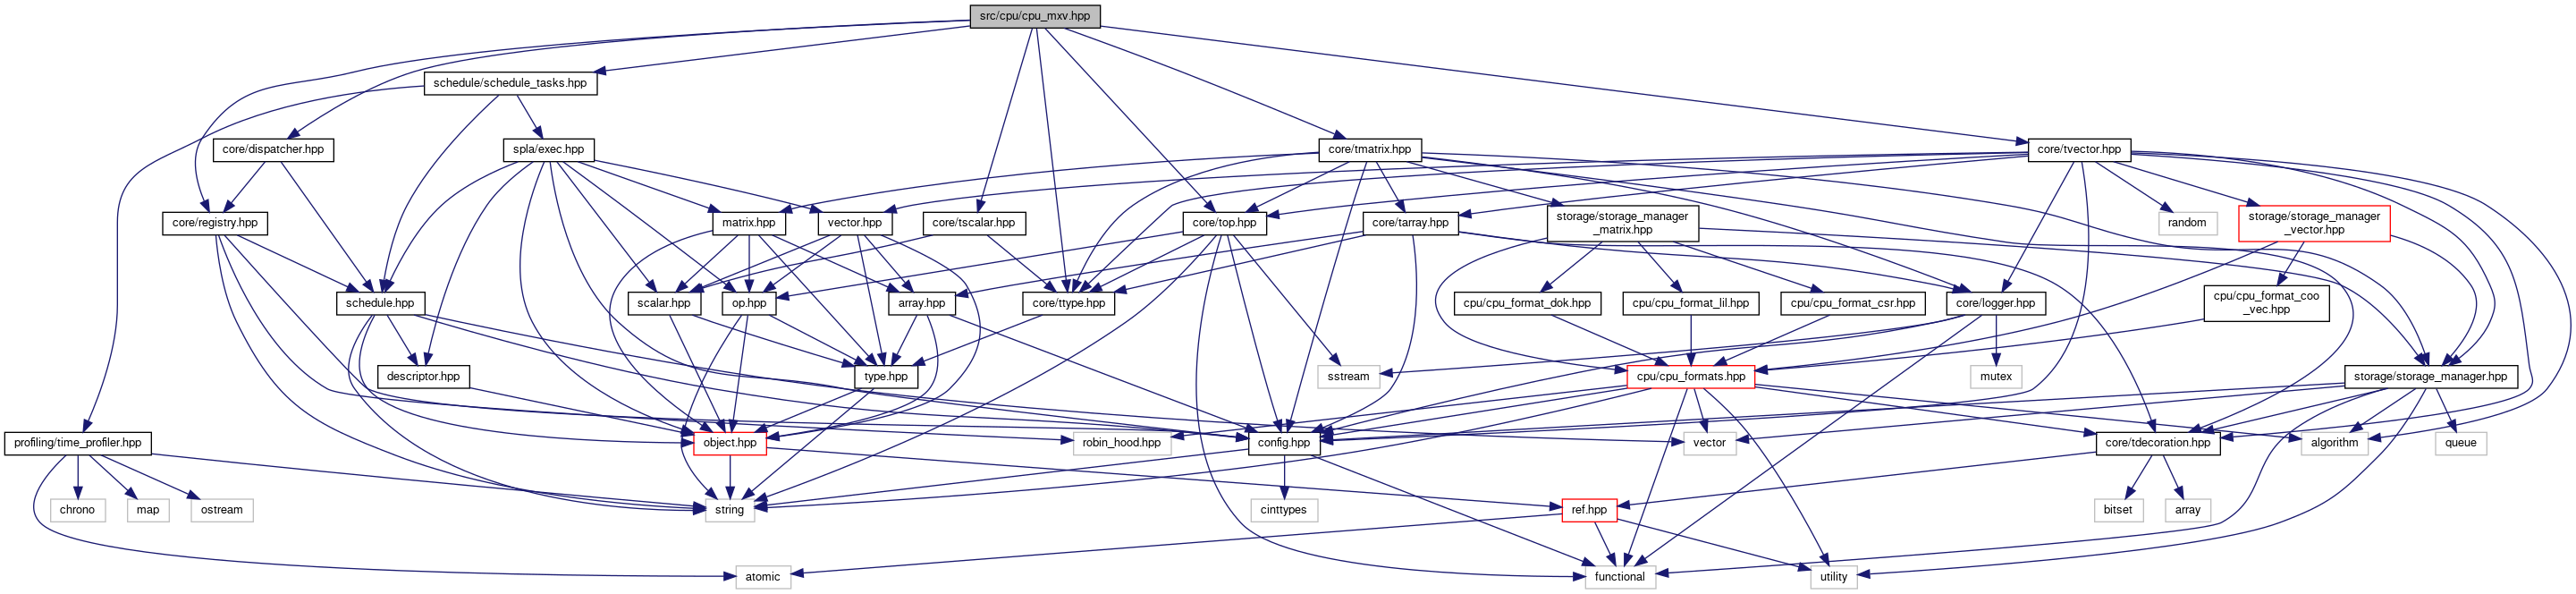 src/cpu/cpu_mxv.hpp
schedule/schedule_tasks.hpp
core/dispatcher.hpp
spla/exec.hpp
core/tmatrix.hpp
core/tvector.hpp
core/registry.hpp
matrix.hpp
vector.hpp
core/tscalar.hpp
core/top.hpp
core/tarray.hpp
storage/storage_manager
_matrix.hpp
random
storage/storage_manager
_vector.hpp
schedule.hpp
scalar.hpp
op.hpp
array.hpp
core/ttype.hpp
cpu/cpu_format_dok.hpp
cpu/cpu_format_lil.hpp
cpu/cpu_format_csr.hpp
core/logger.hpp
cpu/cpu_format_coo
_vec.hpp
descriptor.hpp
type.hpp
sstream
cpu/cpu_formats.hpp
mutex
storage/storage_manager.hpp
profiling/time_profiler.hpp
object.hpp
robin_hood.hpp
config.hpp
vector
core/tdecoration.hpp
algorithm
queue
chrono
map
ostream
string
cinttypes
ref.hpp
bitset
array
atomic
functional
utility